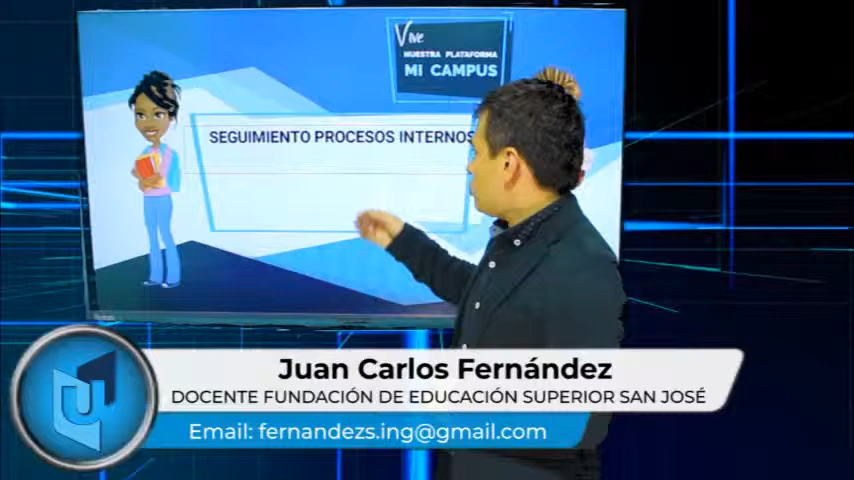 Vive
NUESTRA PLATAFORMA
MI CAMPUS
SEGUIMIENTO PROCESOS INTERNOS
Juan Carlos Fernández
DOCENTE FUNDACIÓN DE EDUCACIÓN SUPERIOR SAN JOSÉ
Email: fernandezs.ing@gmail.com